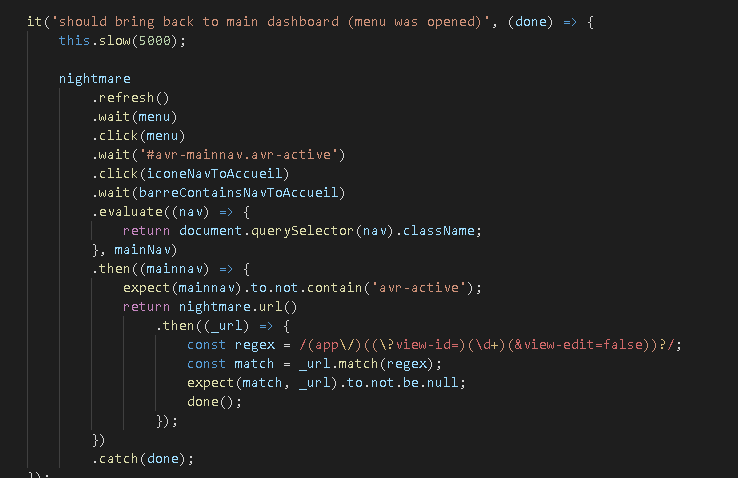 it('should bring back to main dashboard (menu was opened)', (done) => {
this.slow(5000);
nightmare
.refresh()
.wait(menu)
.click(menu)
.wait('#avr-mainnav.avr-active')
.click(iconeNavToAccueil)
.wait(barreContainsNavToAccueil)
.evaluate((nav) => {
return document.querySelector(nav).className;
}, mainNav)
.then((mainnav) => {
expect(mainnav).to.not.contain('avr-active');
return nightmare.url()
.then((_url) => {
const regex = /(app\/)((\?view-id=)(\d+)(&view-edit=false))?/;
const match = _url.match(regex);
expect(match, _url).to.not.be.null;
done();
});
})
.catch(done);
});